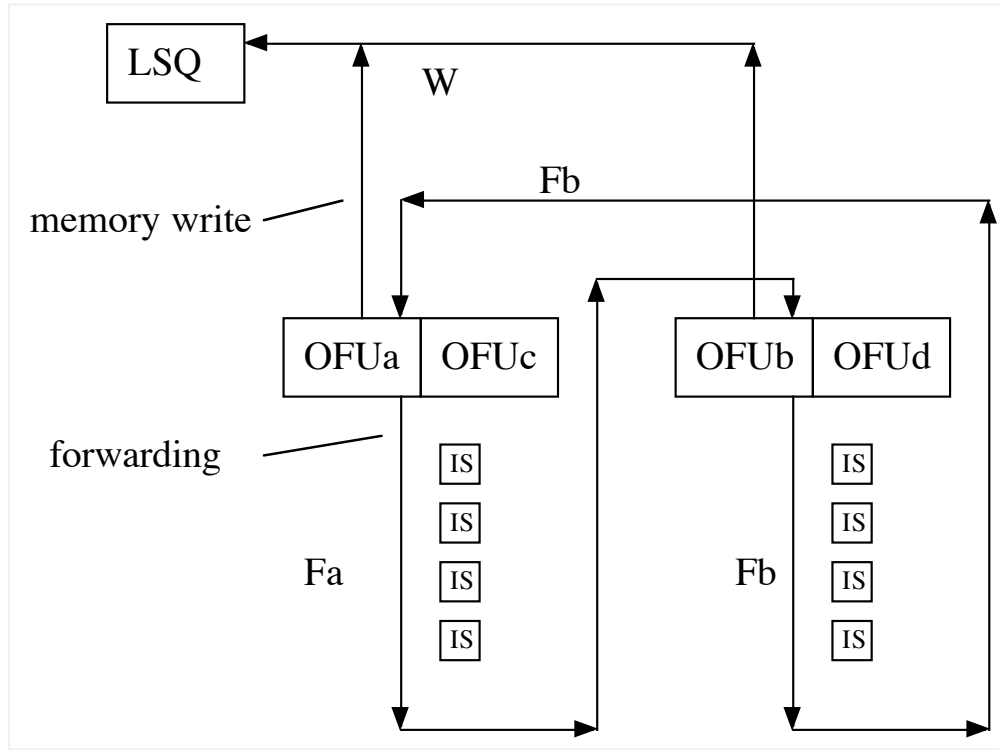 LSQ
W
Fb
memory write
OFUa
OFUc
OFUb
OFUd
forwarding
IS
IS
IS
IS
IS
Fa
Fb
IS
IS
IS